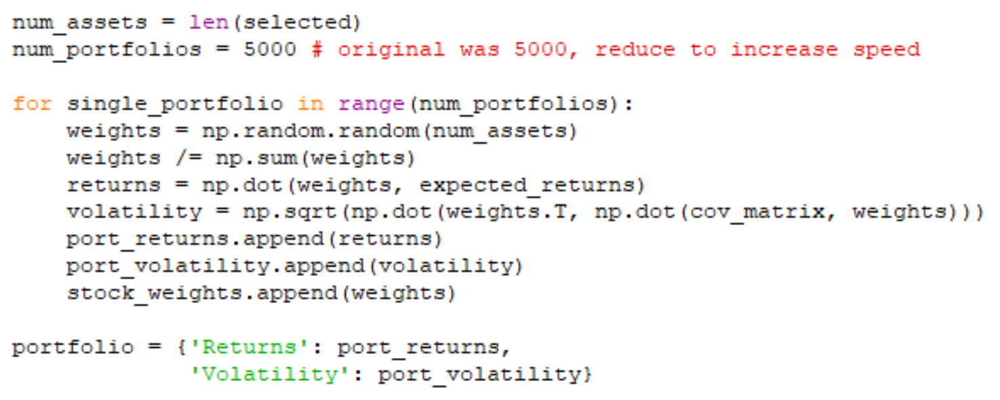 num_assets = len(selected)
num_portfolios = 5000 # original was 5000, reduce to increase speed
for single_portfolio in range(num_portfolios):
    weights = np.random.random(num_assets)
    weights /= np.sum(weights)
    returns = np.dot(weights, expected_returns)
    volatility = np.sqrt(np.dot(weights.T, np.dot(cov_matrix, weights)))
    port_returns.append(returns)
    port_volatility.append(volatility)
    stock_weights.append(weights)
portfolio = {'Returns': port_returns,
             'Volatility': port_volatility}